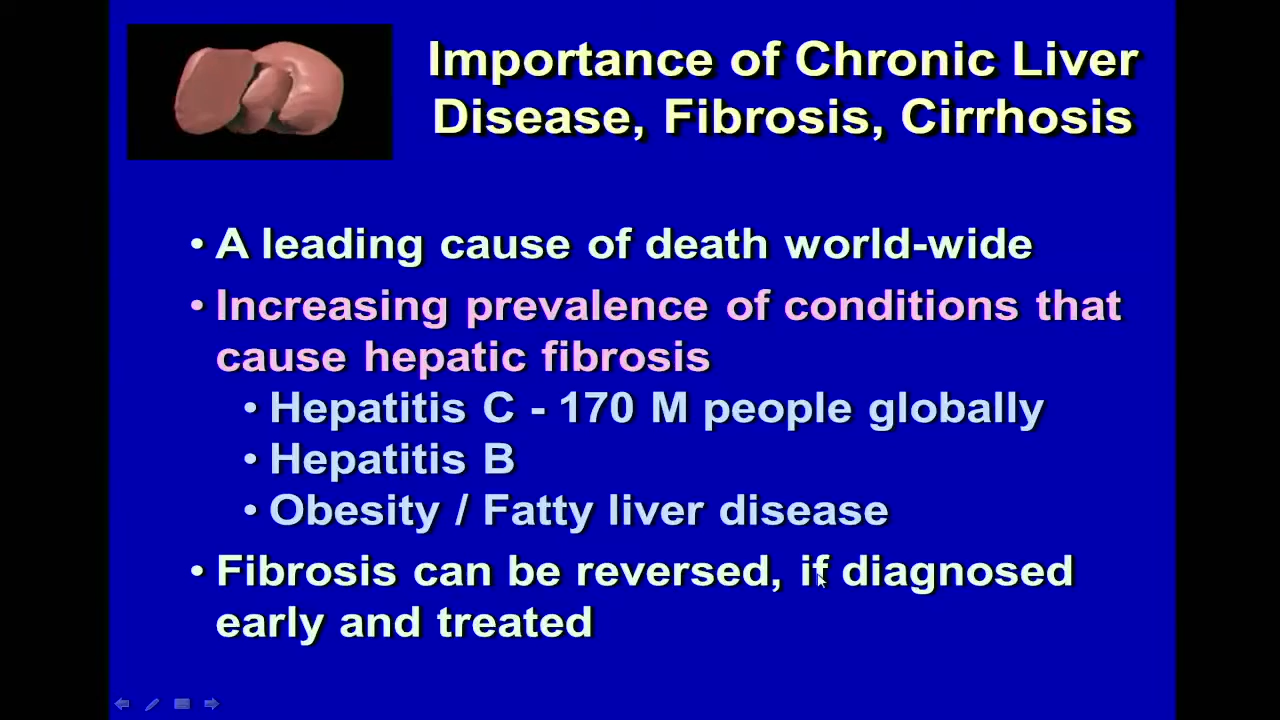 Importance of Chronic Liver
Disease, Fibrosis, Cirrhosis
• A leading cause of death world-wide
• Increasing prevalence of conditions that
cause hepatic fibrosis
• Hepatitis C - 170 M people globally
• Hepatitis B
• Obesity / Fatty liver disease
• Fibrosis can be reversed, if diagnosed
early and treated